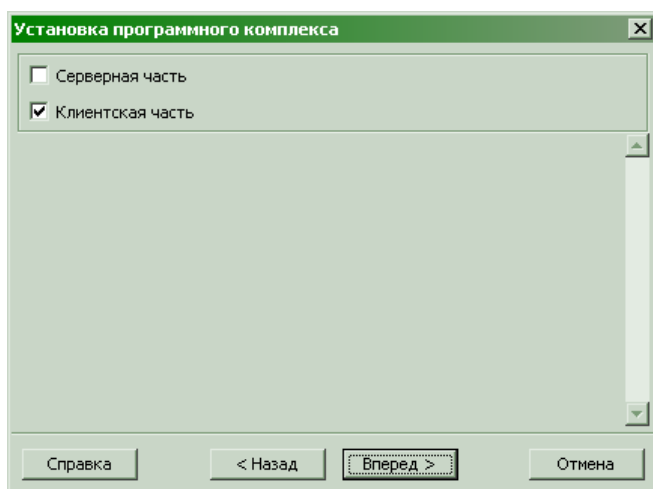 Установка программного комплекса
Серверная часть
Клиентская часть
Справка
< Назад
Вперед >
Отмена